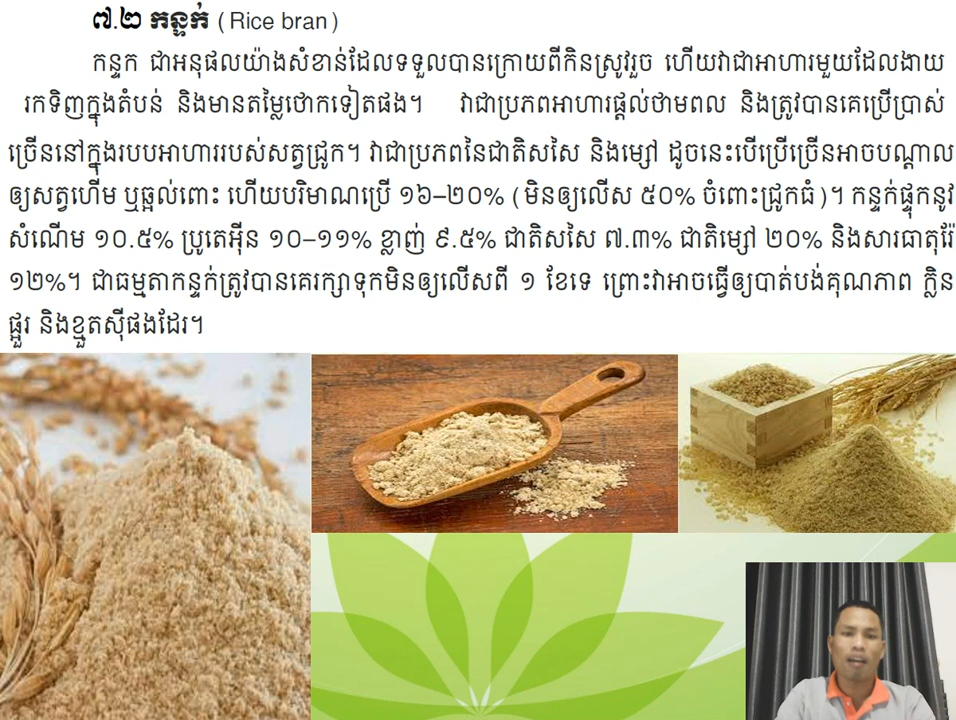 ៧.២ កន្ទក់ (Rice bran)
កន្ទក ជាអនុផលយ៉ាងសំខាន់ដែលទទួលបានក្រោយពីកិនស្រូវរួច ហើយវាជាអាហារមួយដែលងាយ
រកទិញក្នុងតំបន់ និងមានតម្លៃថោកទៀតផង។ វាជាប្រភពអាហារផ្តល់ថាមពល និងត្រូវបានគេប្រើប្រាស់
ច្រើននៅក្នុងរបបអាហាររបស់សត្វជ្រូក។ វាជាប្រភពនៃជាតិសសៃ និងម្សៅ ដូចនេះបើប្រើច្រើនអាចបណ្តាល
ឲ្យសត្វហើម ឬឆ្អល់ពោះ ហើយបរិមាណប្រើ ១៦–២០% (មិនឲ្យលើស ៥០% ចំពោះជ្រូកធំ)។ កន្ទក់ផ្ទុកនូវ
សំណើម ១០.៥% ប្រូតេអ៊ីន ១០–១១% ខ្លាញ់ ៩.៥% ជាតិសសៃ ៧.៣% ជាតិម្សៅ ២០% និងសារធាតុរ៉ែ
១២%។ ជាធម្មតាកន្ទក់ត្រូវបានគេរក្សាទុកមិនឲ្យលើសពី ១ ខែទេ ព្រោះវាអាចធ្វើឲ្យបាត់បង់គុណភាព ក្លិន
ផ្អួរ និងខ្មួតស៊ីផងដែរ។